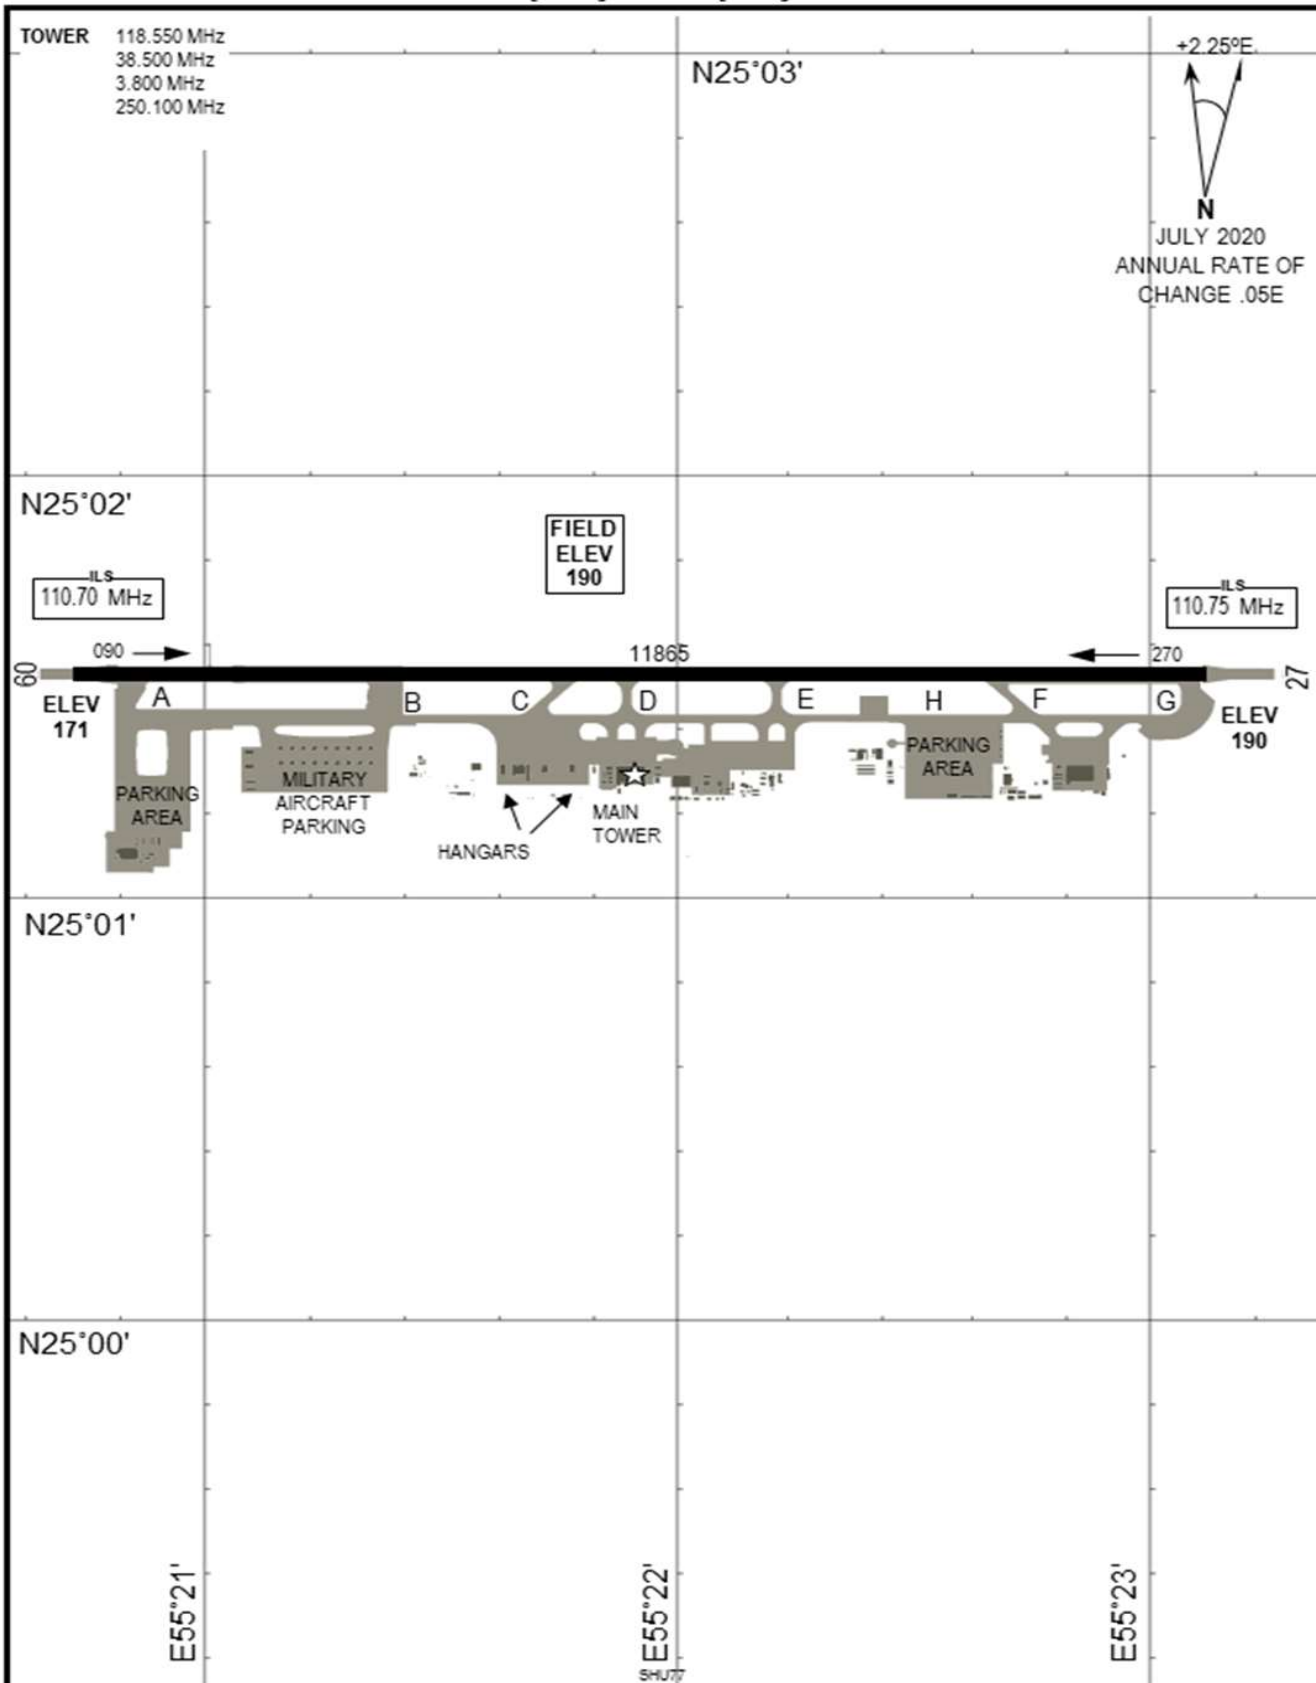 TOWER 118.550 MHz
38.500 MHz
3.800 MHz
250.100 MHz
N25°03'
+2.25ºE
N
JULY 2020
ANNUAL RATE OF
CHANGE .05E
N25°02'
FIELD
ELEV
190
ILS
110.70 MHz
ILS
110.75 MHz
090
11865
270
09
27
ELEV
171
A
B
C
D
E
H
F
G
ELEV
190
PARKING
AREA
MILITARY
AIRCRAFT
PARKING
HANGARS
MAIN
TOWER
PARKING
AREA
N25°01'
N25°00'
E55°21'
E55°22'
E55°23'